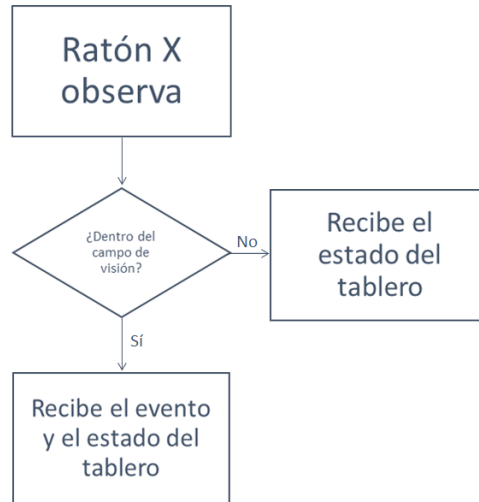 Ratón X
observa
¿Dentro del
campo de
visión?
No
Recibe el
estado del
tablero
Sí
Recibe el evento
y el estado del
tablero